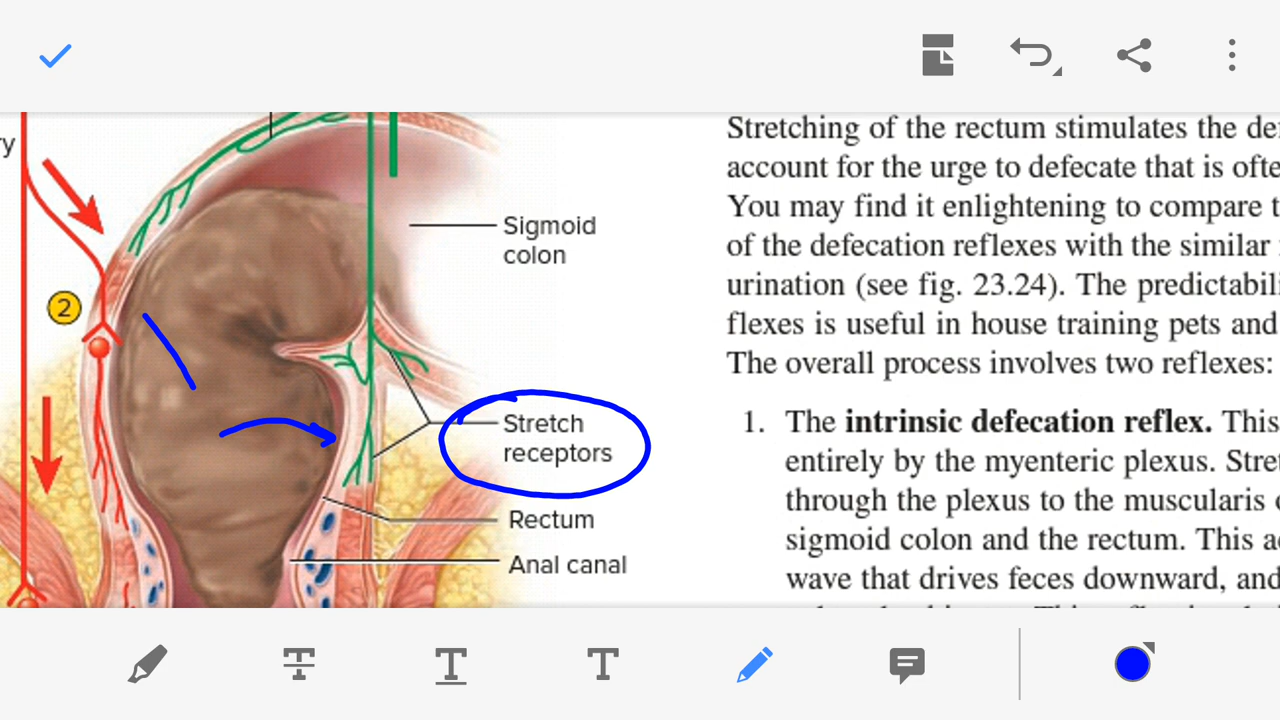 ry
2
Sigmoid
colon
Stretch
receptors
Rectum
Anal canal
Stretching of the rectum stimulates the de
account for the urge to defecate that is ofte
You may find it enlightening to compare t
of the defecation reflexes with the similar
urination (see fig. 23.24). The predictabili
flexes is useful in house training pets and
The overall process involves two reflexes:
1. The intrinsic defecation reflex. This
entirely by the myenteric plexus. Stre
through the plexus to the muscularis
sigmoid colon and the rectum. This a
wave that drives feces downward, and
T
T
T